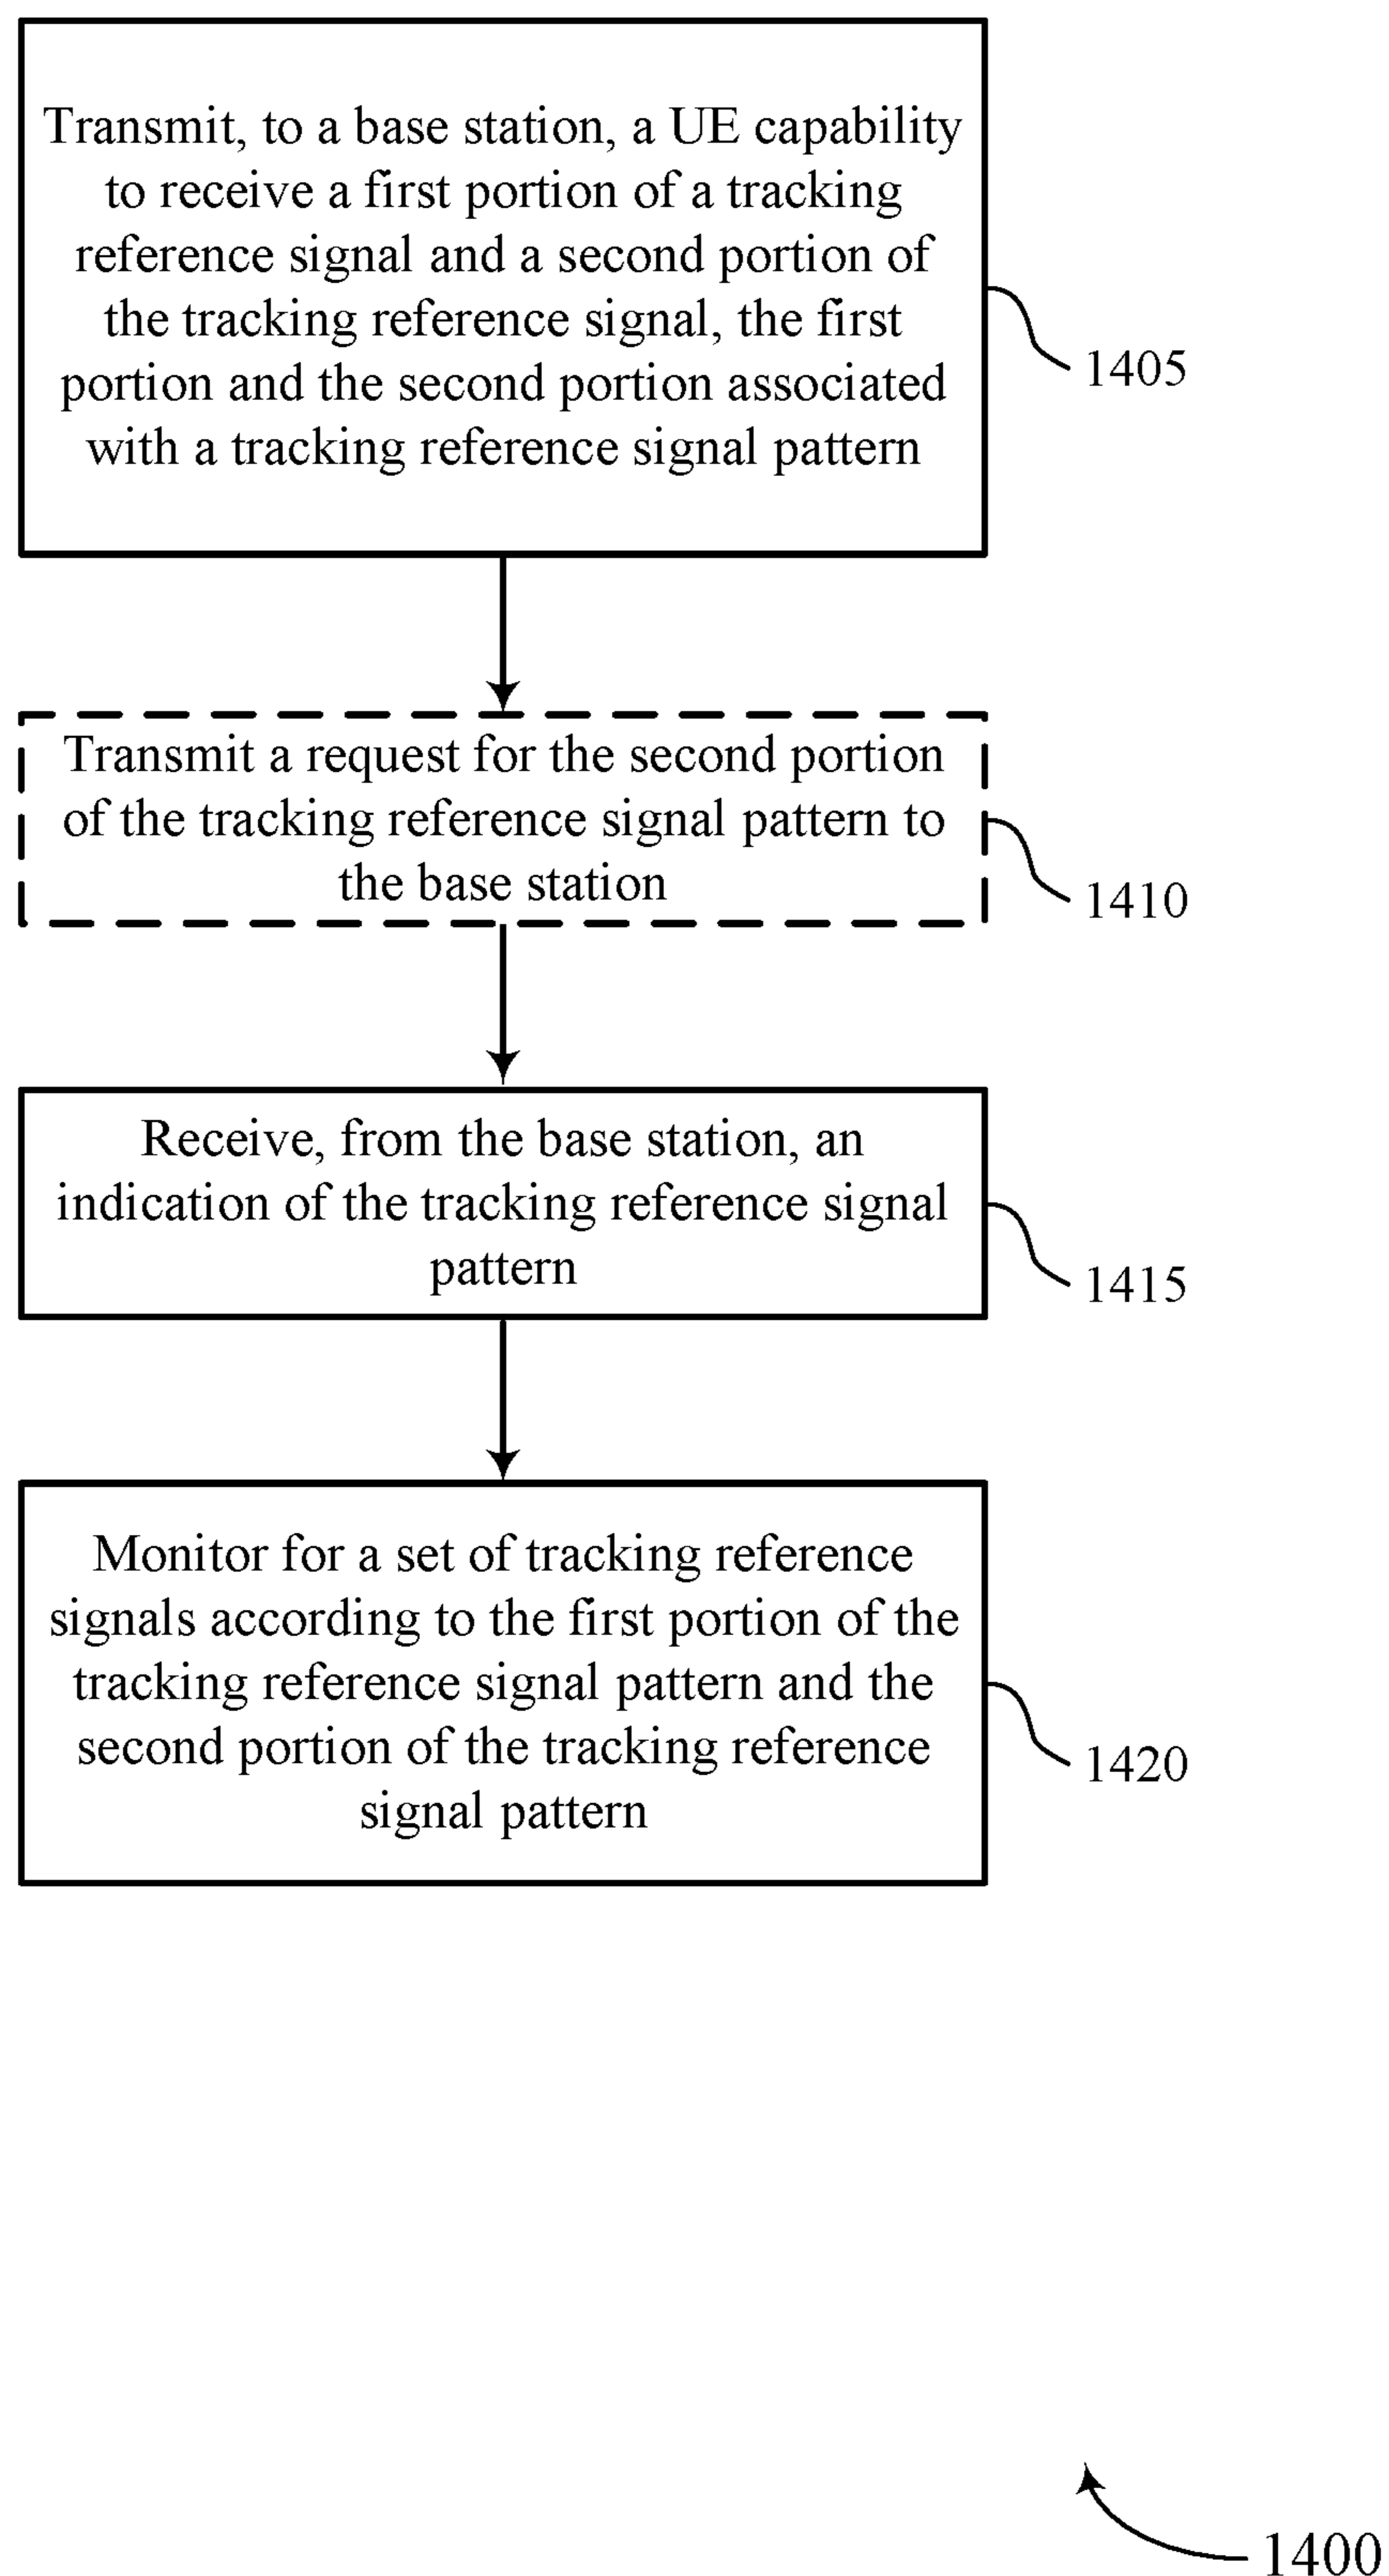 Transmit, to a base station, a UE capability
to receive a first portion of a tracking
reference signal and a second portion of
the tracking reference signal, the first
portion and the second portion associated
with a tracking reference signal pattern
1405
Transmit a request for the second portion
of the tracking reference signal pattern to
the base station
1410
Receive, from the base station, an
indication of the tracking reference signal
pattern
1415
Monitor for a set of tracking reference
signals according to the first portion of the
tracking reference signal pattern and the
second portion of the tracking reference
signal pattern
1420
1400